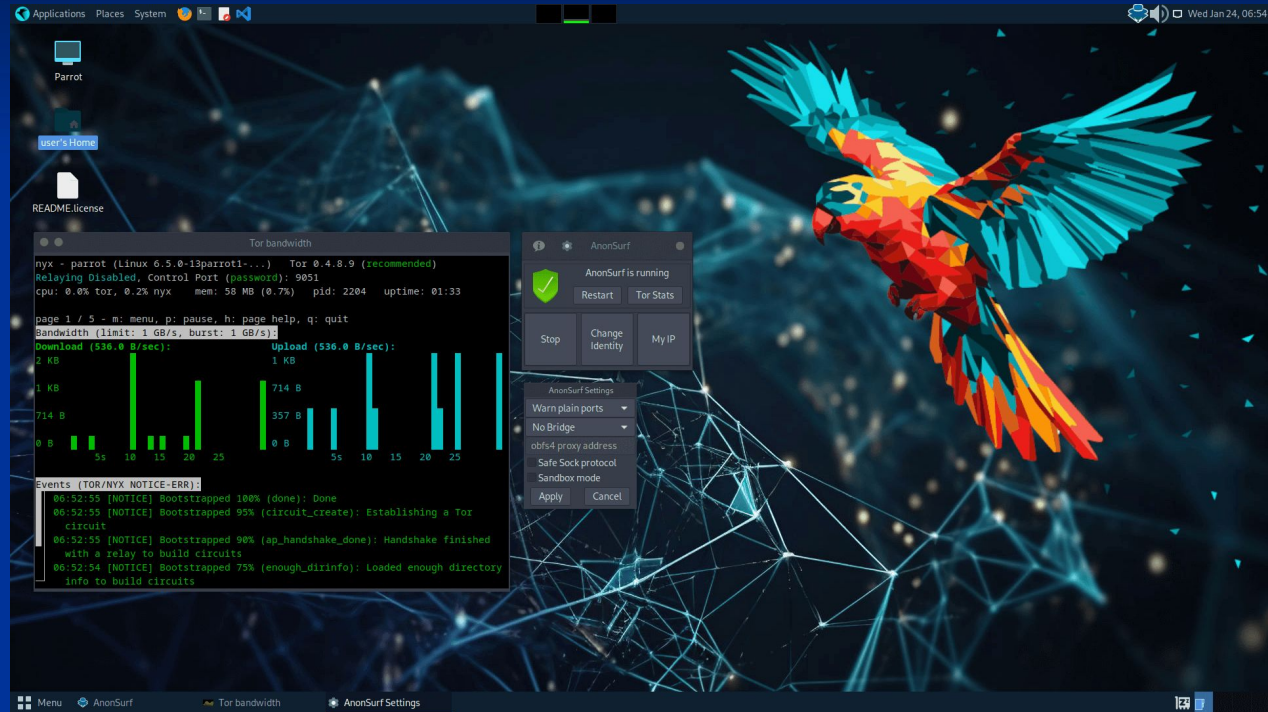 Applications Places System
Wed Jan 24, 06:54
Parrot
user's Home
README.license
Tor bandwidth
nyx - parrot (Linux 6.5.0-13parrot1-...) Tor 0.4.8.9 (recommended)
Relaying Disabled, Control Port (password): 9051
cpu: 0.0% tor, 0.2% nyx mem: 58 MB (0.7%) pid: 2204 uptime: 01:33
page 1 / 5 - m: menu, p: pause, h: page help, q: quit
Bandwidth (limit: 1 GB/s, burst: 1 GB/s):
Download (536.0 B/sec): Upload (536.0 B/sec):
2 KB 1 KB
1 KB 714 B
714 B 357 B
0 B 0 B
5s 10 15 20 25 5s 10 15 20 25
Events (TOR/NYX NOTICE-ERR):
06:52:55 [NOTICE] Bootstrapped 100% (done): Done
06:52:55 [NOTICE] Bootstrapped 95% (circuit_create): Establishing a Tor
circuit
06:52:55 [NOTICE] Bootstrapped 90% (ap_handshake_done): Handshake finished
with a relay to build circuits
06:52:54 [NOTICE] Bootstrapped 75% (enough_dirinfo): Loaded enough directory
info to build circuits
AnonSurf
AnonSurf is running
Restart Tor Stats
Stop Change Identity My IP
AnonSurf Settings
Warn plain ports
No Bridge
obfs4 proxy address
Safe Sock protocol
Sandbox mode
Apply Cancel
Menu AnonSurf Tor bandwidth AnonSurf Settings